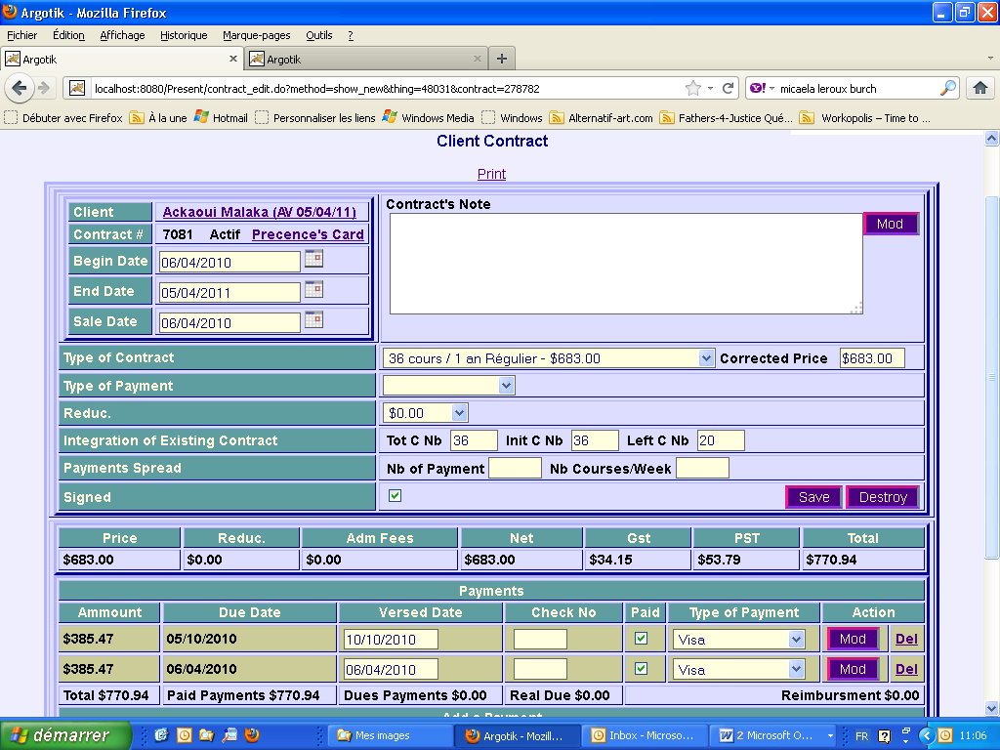 Argotik - Mozilla Firefox
Fichier Édition Affichage Historique Marque-pages Outils ?
Argotik Argotik
localhost:8080/Present/contract_edit.do?method=show_new&thing=48031&contract=278782 micaela leroux burch
Débuter avec Firefox À la une Hotmail Personnaliser les liens Windows Media Windows Alternatif-art.com Fathers-4-Justice Qué... Workopolis – Time to ...
Client Contract
Print
Client Ackaoui Malaka (AV 05/04/11)
Contract # 7081 Actif Precence's Card
Begin Date 06/04/2010
End Date 05/04/2011
Sale Date 06/04/2010
Contract's Note
Mod
Type of Contract 36 cours / 1 an Régulier - $683.00 Corrected Price $683.00
Type of Payment
Reduc. $0.00
Integration of Existing Contract Tot C Nb 36 Init C Nb 36 Left C Nb 20
Payments Spread Nb of Payment Nb Courses/Week
Signed Save Destroy
Price Reduc. Adm Fees Net Gst PST Total
$683.00 $0.00 $0.00 $683.00 $34.15 $53.79 $770.94
Payments
Ammount Due Date Versed Date Check No Paid Type of Payment Action
$385.47 05/10/2010 10/10/2010 Visa Mod Del
$385.47 06/04/2010 06/04/2010 Visa Mod Del
Total $770.94 Paid Payments $770.94 Dues Payments $0.00 Real Due $0.00 Reimbursment $0.00
Add a Payment
démarrer Mes images Argotik - Mozill... Inbox - Microso... 2 Microsoft O... FR 11:06